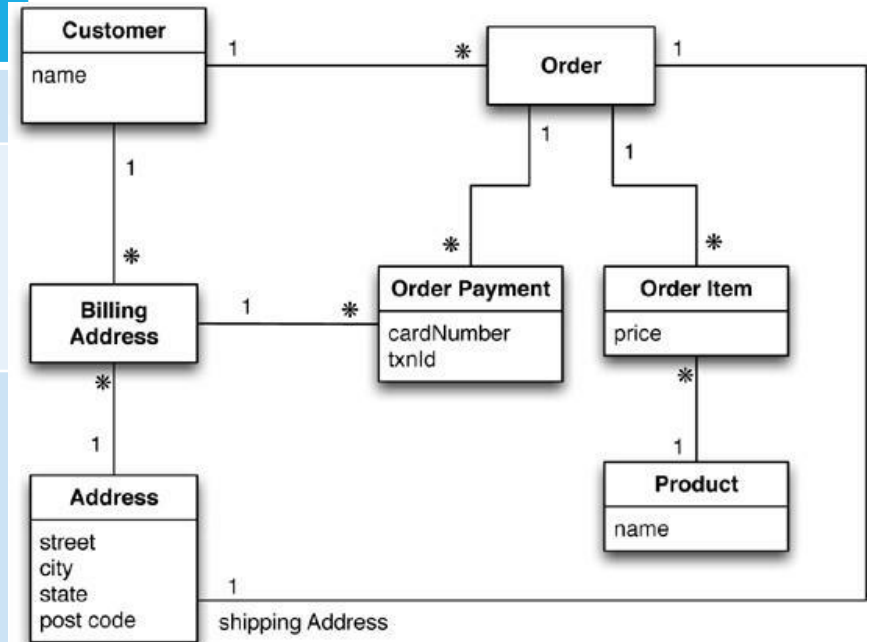 Customer
name
1
*
Order
1
1
1
1
*
*
*
Billing
Address
1
*
Order Payment
cardNumber
txnId
Order Item
price
*
1
*
1
Address
street
city
state
post code
Product
name
1
shipping Address